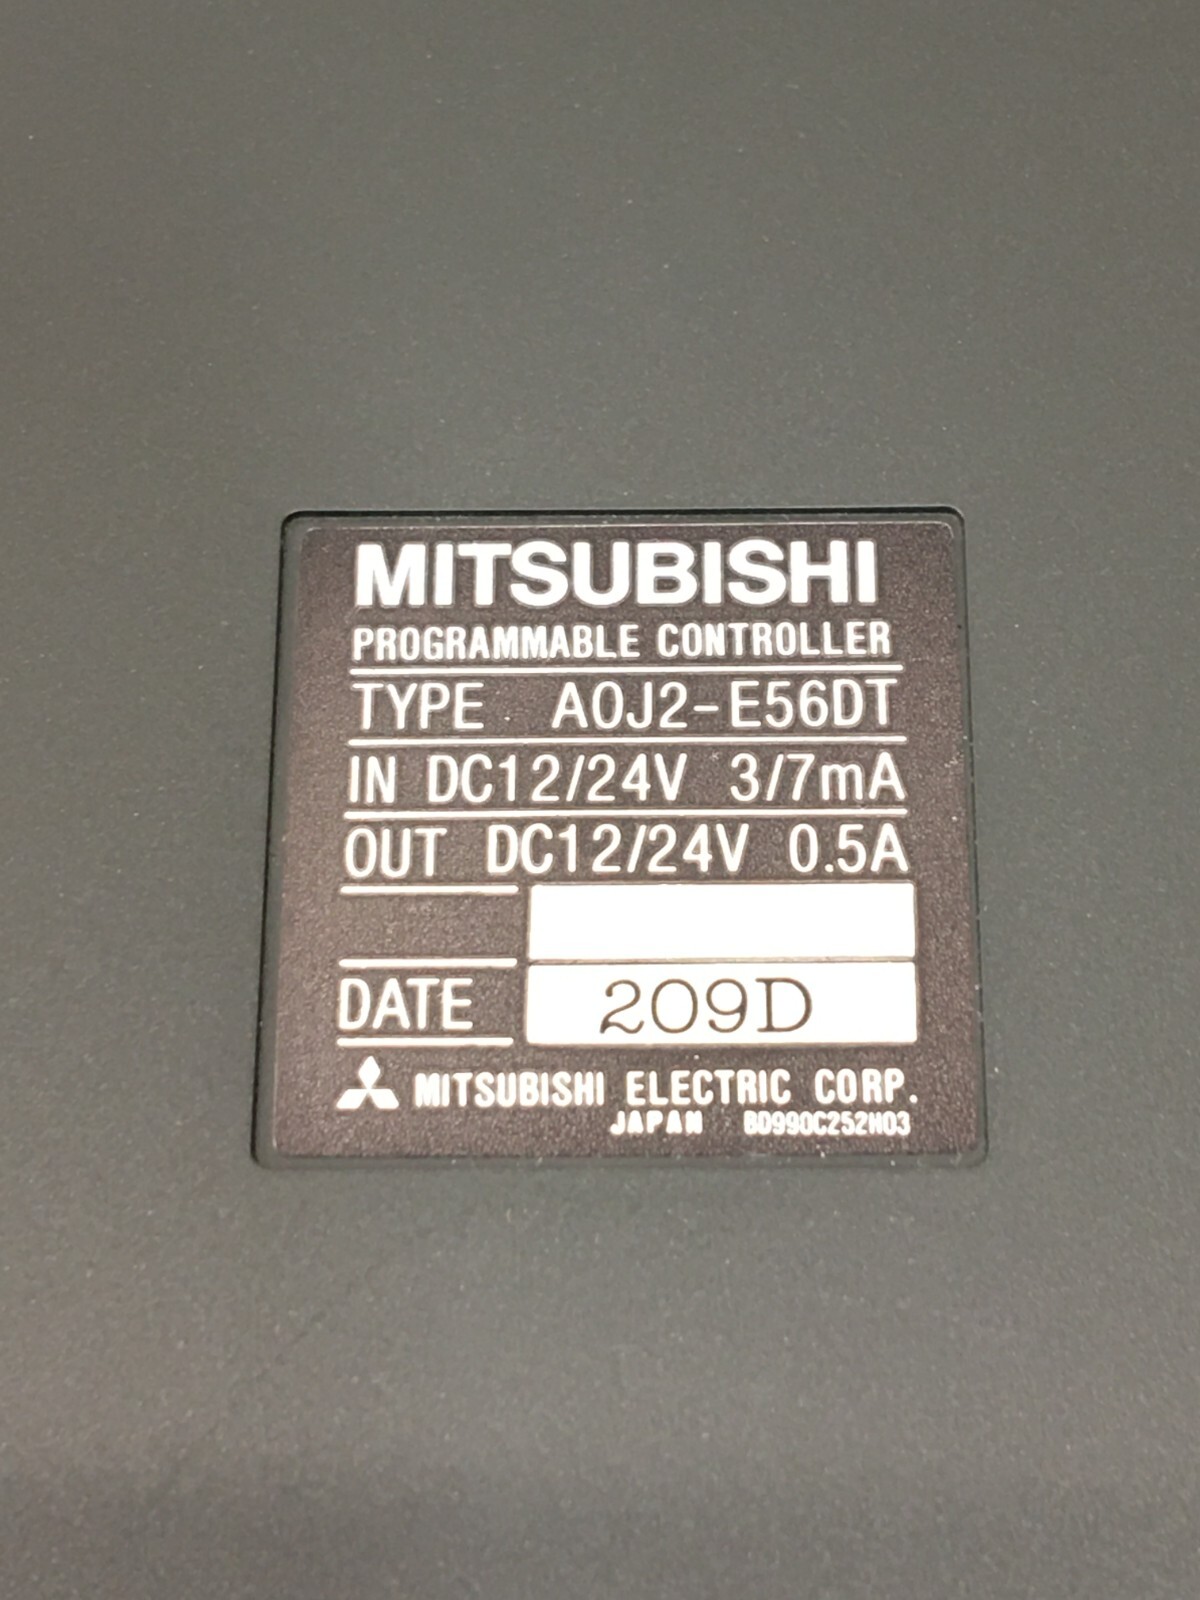 MITSUBISHI
PROGRAMMABLE CONTROLLER
TYPE A0J2-E56DT
IN DC12/24V 3/7mA
OUT DC12/24V 0.5A
DATE 209D
MITSUBISHI ELECTRIC CORP.
JAPAN BD990C252H03